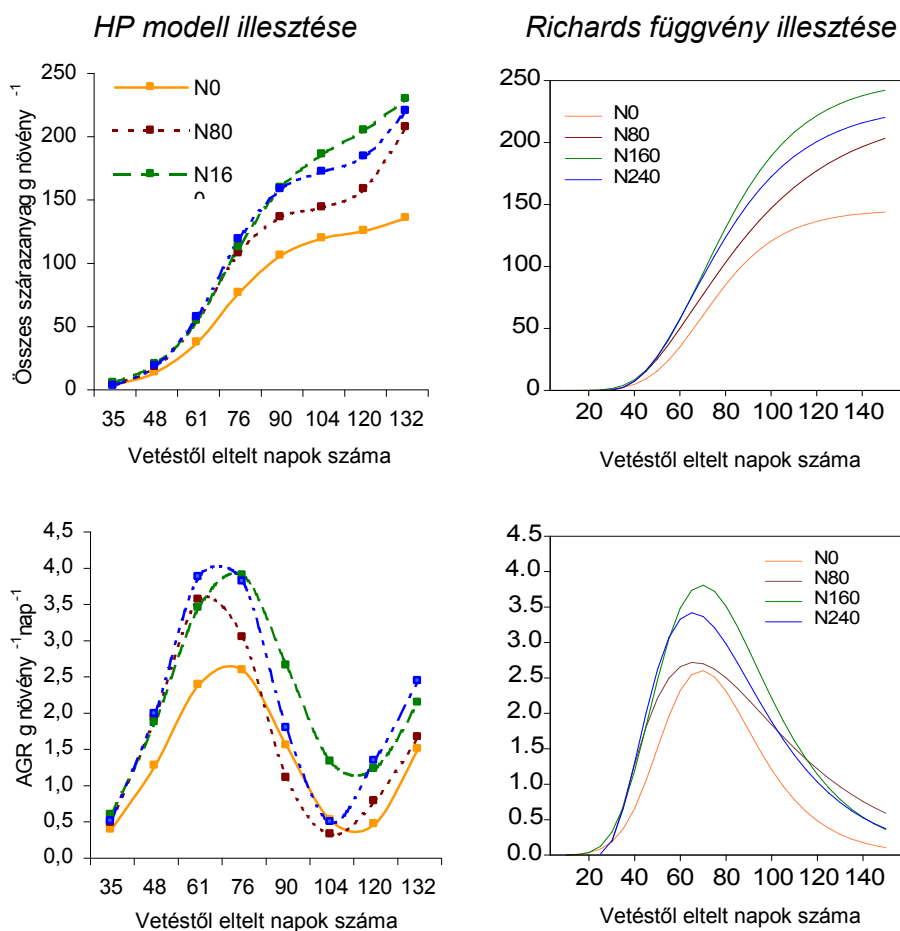 HP modell illesztése
Richards függvény illesztése
Összes szárazanyag g növény -1
250
200
150
100
50
0
N0
N80
N16
0
35 48 61 76 90 104 120 132
Vetéstől eltelt napok száma
250
200
150
100
50
0
N0
N80
N160
N240
20 40 60 80 100 120 140
Vetéstől eltelt napok száma
AGR g növény -1nap-1
4,5
4,0
3,5
3,0
2,5
2,0
1,5
1,0
0,5
0,0
35 48 61 76 90 104 120 132
Vetéstől eltelt napok száma
4.5
4.0
3.5
3.0
2.5
2.0
1.5
1.0
0.5
0.0
N0
N80
N160
N240
20 40 60 80 100 120 140
Vetéstől eltelt napok száma